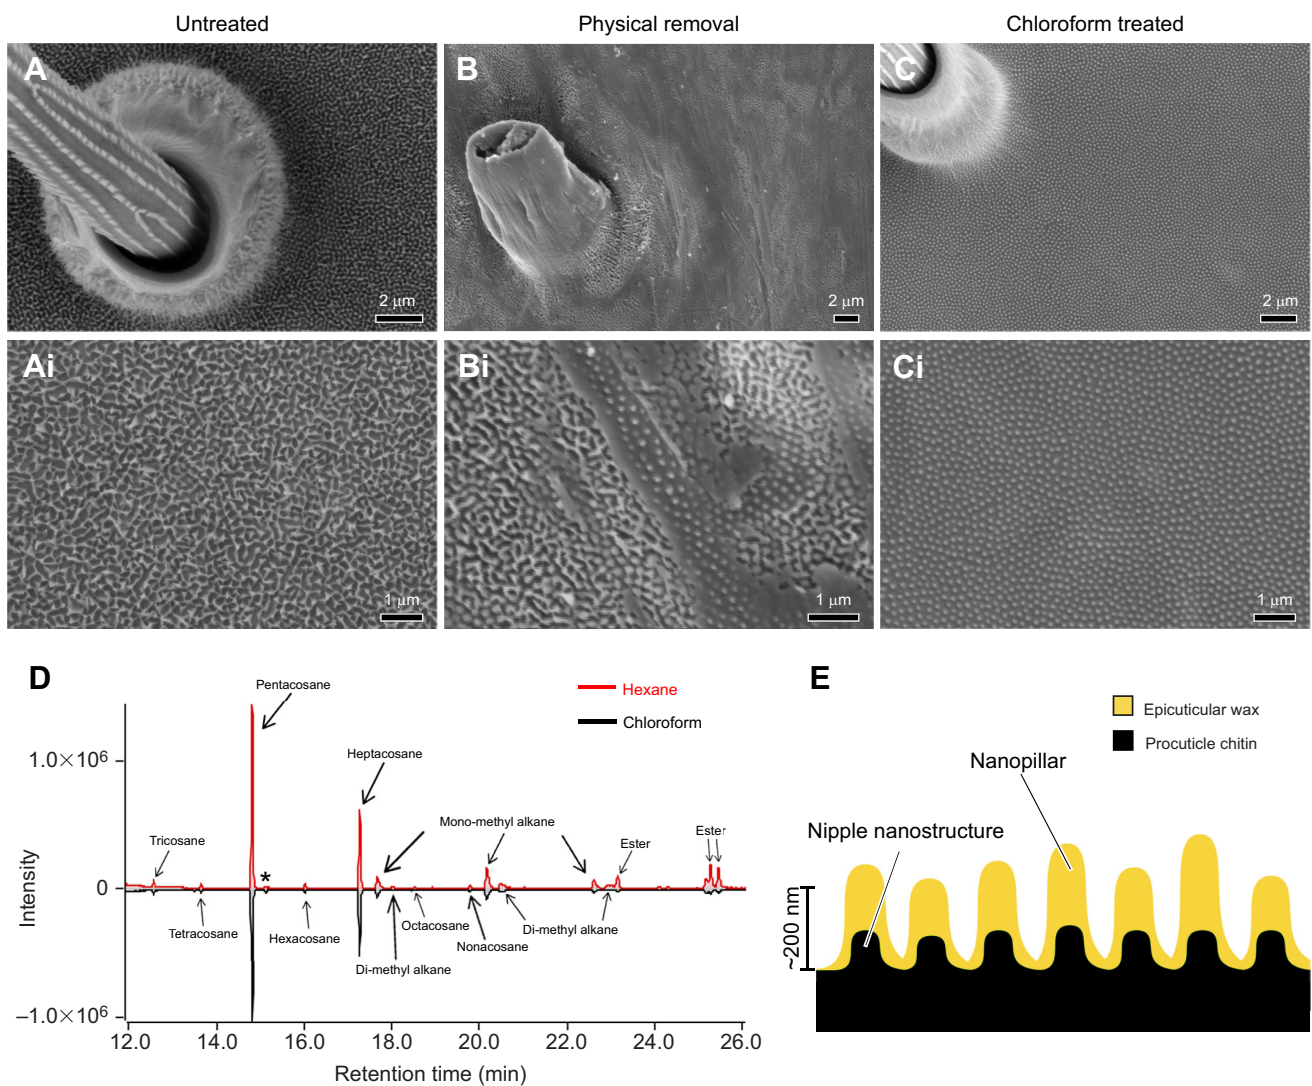 Untreated
Physical removal
Chloroform treated
A
B
C
2 µm
2 µm
2 µm
Ai
Bi
Ci
1 µm
1 µm
1 µm
D
Pentacosane
Hexane
Chloroform
1.0×10⁶
Heptacosane
Mono-methyl alkane
Tricosane
Ester
Ester
*
0
Intensity
Tetracosane
Hexacosane
Octacosane
Di-methyl alkane
Nonacosane
Di-methyl alkane
–1.0×10⁶
12.0 14.0 16.0 18.0 20.0 22.0 24.0 26.0
Retention time (min)
E
Epicuticular wax
Procuticle chitin
Nanopillar
Nipple nanostructure
~200 nm